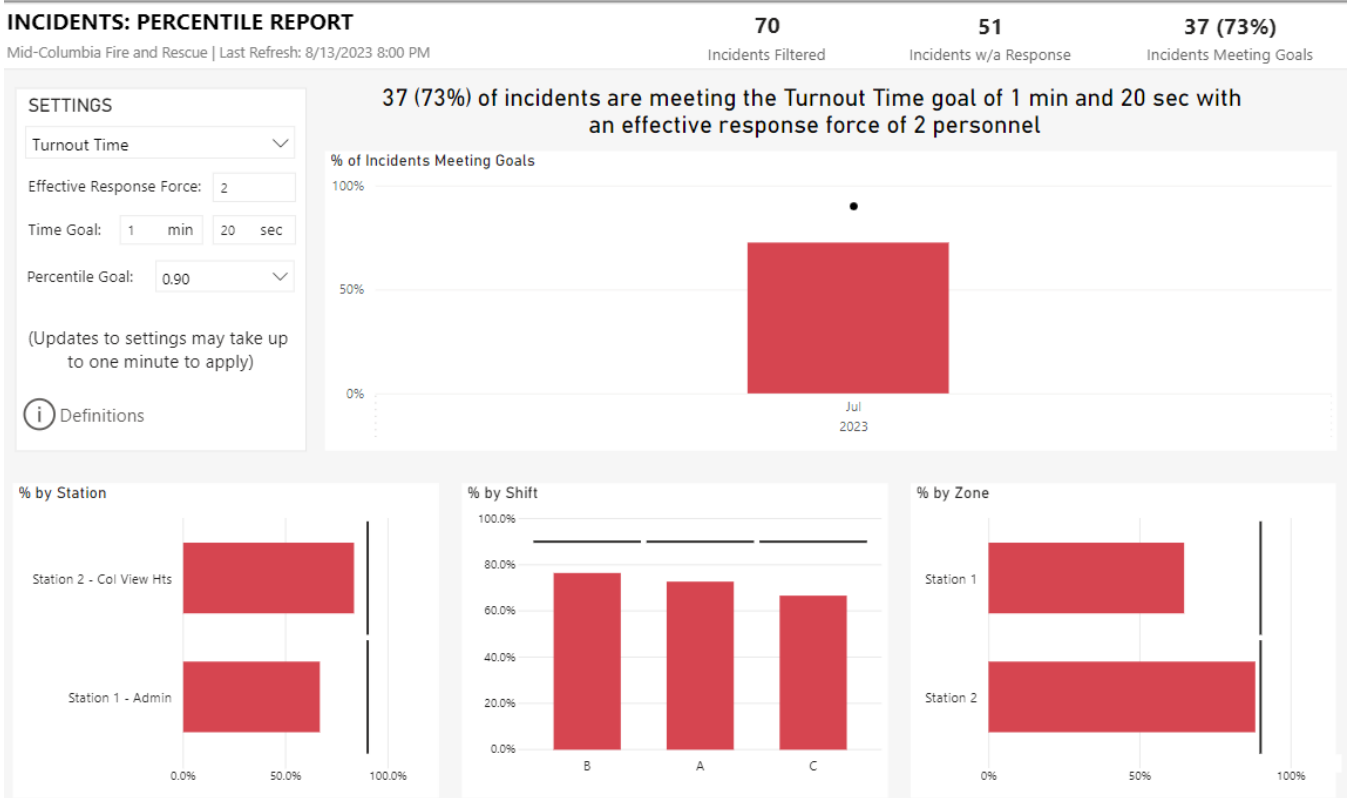 INCIDENTS: PERCENTILE REPORT
Mid-Columbia Fire and Rescue | Last Refresh: 8/13/2023 8:00 PM
70
Incidents Filtered
51
Incidents w/a Response
37 (73%)
Incidents Meeting Goals
SETTINGS
Turnout Time
Effective Response Force: 2
Time Goal: 1 min 20 sec
Percentile Goal: 0.90
(Updates to settings may take up
to one minute to apply)
i Definitions
37 (73%) of incidents are meeting the Turnout Time goal of 1 min and 20 sec with
an effective response force of 2 personnel
% of Incidents Meeting Goals
100%
50%
0%
Jul
2023
% by Station
Station 2 - Col View Hts
Station 1 - Admin
0.0% 50.0% 100.0%
% by Shift
100.0%
80.0%
60.0%
40.0%
20.0%
0.0%
B A C
% by Zone
Station 1
Station 2
0% 50% 100%